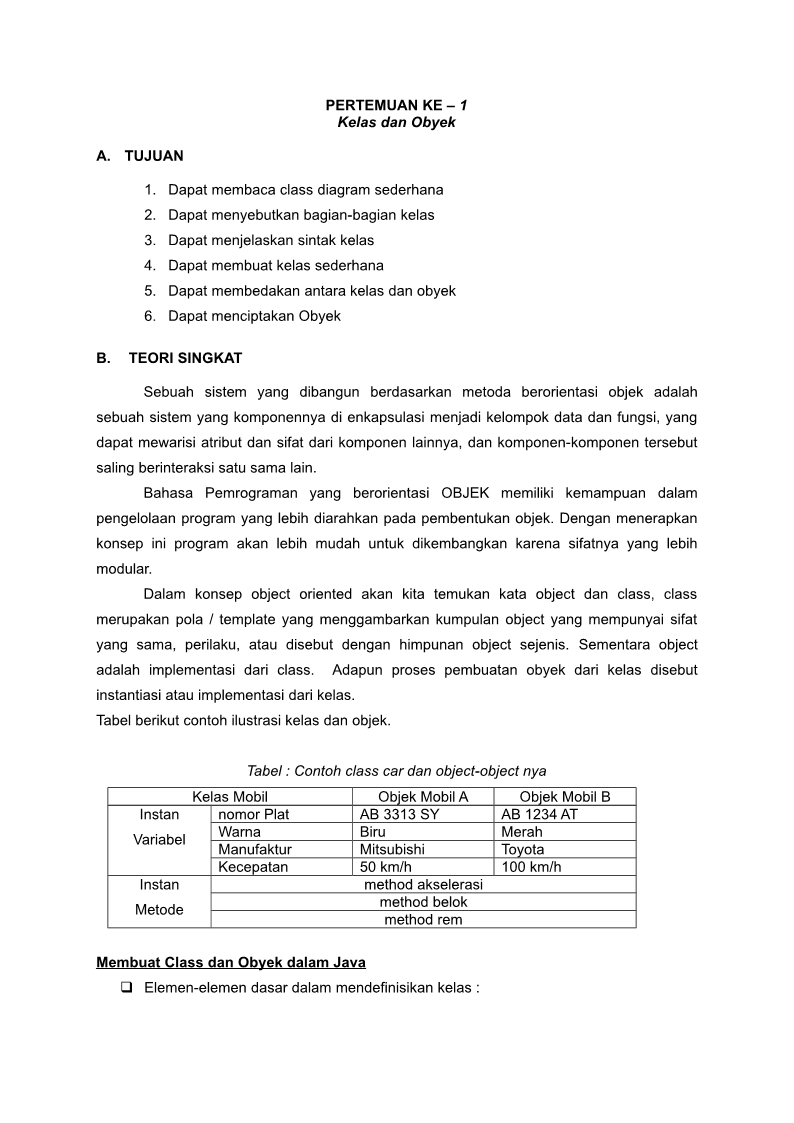 PERTEMUAN KE – 1
Kelas dan Obyek
A. TUJUAN
1. Dapat membaca class diagram sederhana
2. Dapat menyebutkan bagian-bagian kelas
3. Dapat menjelaskan sintak kelas
4. Dapat membuat kelas sederhana
5. Dapat membedakan antara kelas dan obyek
6. Dapat menciptakan Obyek
B. TEORI SINGKAT
Sebuah sistem yang dibangun berdasarkan metoda berorientasi objek adalah
sebuah sistem yang komponennya di enkapsulasi menjadi kelompok data dan fungsi, yang
dapat mewarisi atribut dan sifat dari komponen lainnya, dan komponen-komponen tersebut
saling berinteraksi satu sama lain.
Bahasa Pemrograman yang berorientasi OBJEK memiliki kemampuan dalam
pengelolaan program yang lebih diarahkan pada pembentukan objek. Dengan menerapkan
konsep ini program akan lebih mudah untuk dikembangkan karena sifatnya yang lebih
modular.
Dalam konsep object oriented akan kita temukan kata object dan class, class
merupakan pola / template yang menggambarkan kumpulan object yang mempunyai sifat
yang sama, perilaku, atau disebut dengan himpunan object sejenis. Sementara object
adalah implementasi dari class. Adapun proses pembuatan obyek dari kelas disebut
instantiasi atau implementasi dari kelas.
Tabel berikut contoh ilustrasi kelas dan objek.
Tabel : Contoh class car dan object-object nya
Kelas Mobil Objek Mobil A Objek Mobil B
Instan nomor Plat AB 3313 SY AB 1234 AT
Variabel Warna Biru Merah
Manufaktur Mitsubishi Toyota
Kecepatan 50 km/h 100 km/h
Instan method akselerasi
Metode method belok
method rem
Membuat Class dan Obyek dalam Java
❑ Elemen-elemen dasar dalam mendefinisikan kelas :